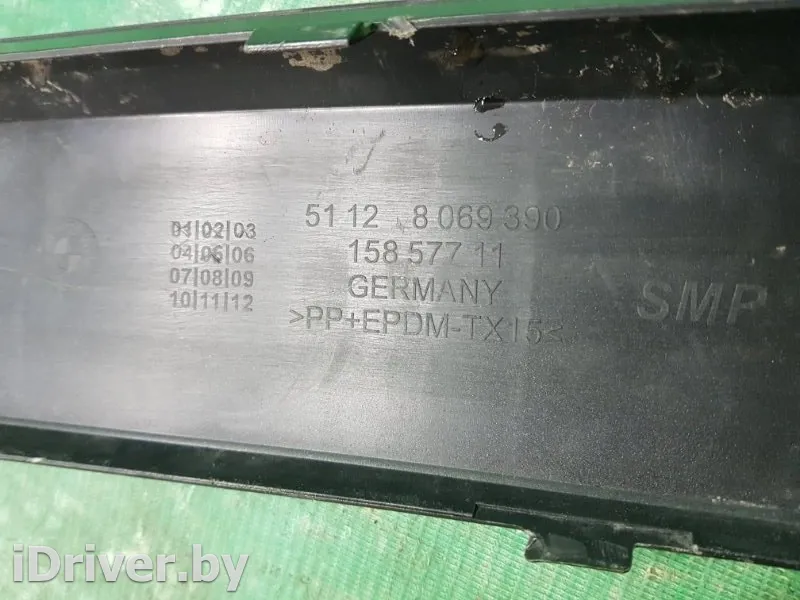 01|02|03
04|06|06
07|08|09
10|11|12
51 12 8 069 390
158 577 11
GERMANY
>PP+EPDM-TX15<
SMP
iDriver.by